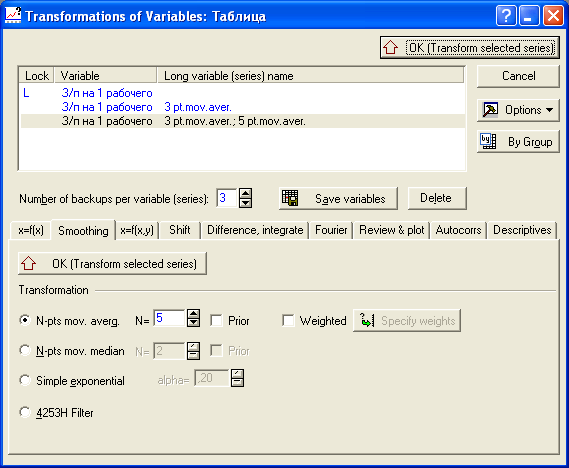 Transformations of Variables: Таблица
OK (Transform selected series)
Lock Variable Long variable (series) name
L З/п на 1 рабочего
З/п на 1 рабочего 3 pt.mov.aver.
З/п на 1 рабочего 3 pt.mov.aver.; 5 pt.mov.aver.
Cancel
Options
By Group
Number of backups per variable (series): 3 Save variables Delete
x=f(x) Smoothing x=f(x,y) Shift Difference, integrate Fourier Review & plot Autocorrs Descriptives
OK (Transform selected series)
Transformation
N-pts mov. averg. N= 5 Prior Weighted Specify weights
N-pts mov. median N= 2 Prior
Simple exponential alpha= ,20
4253H Filter